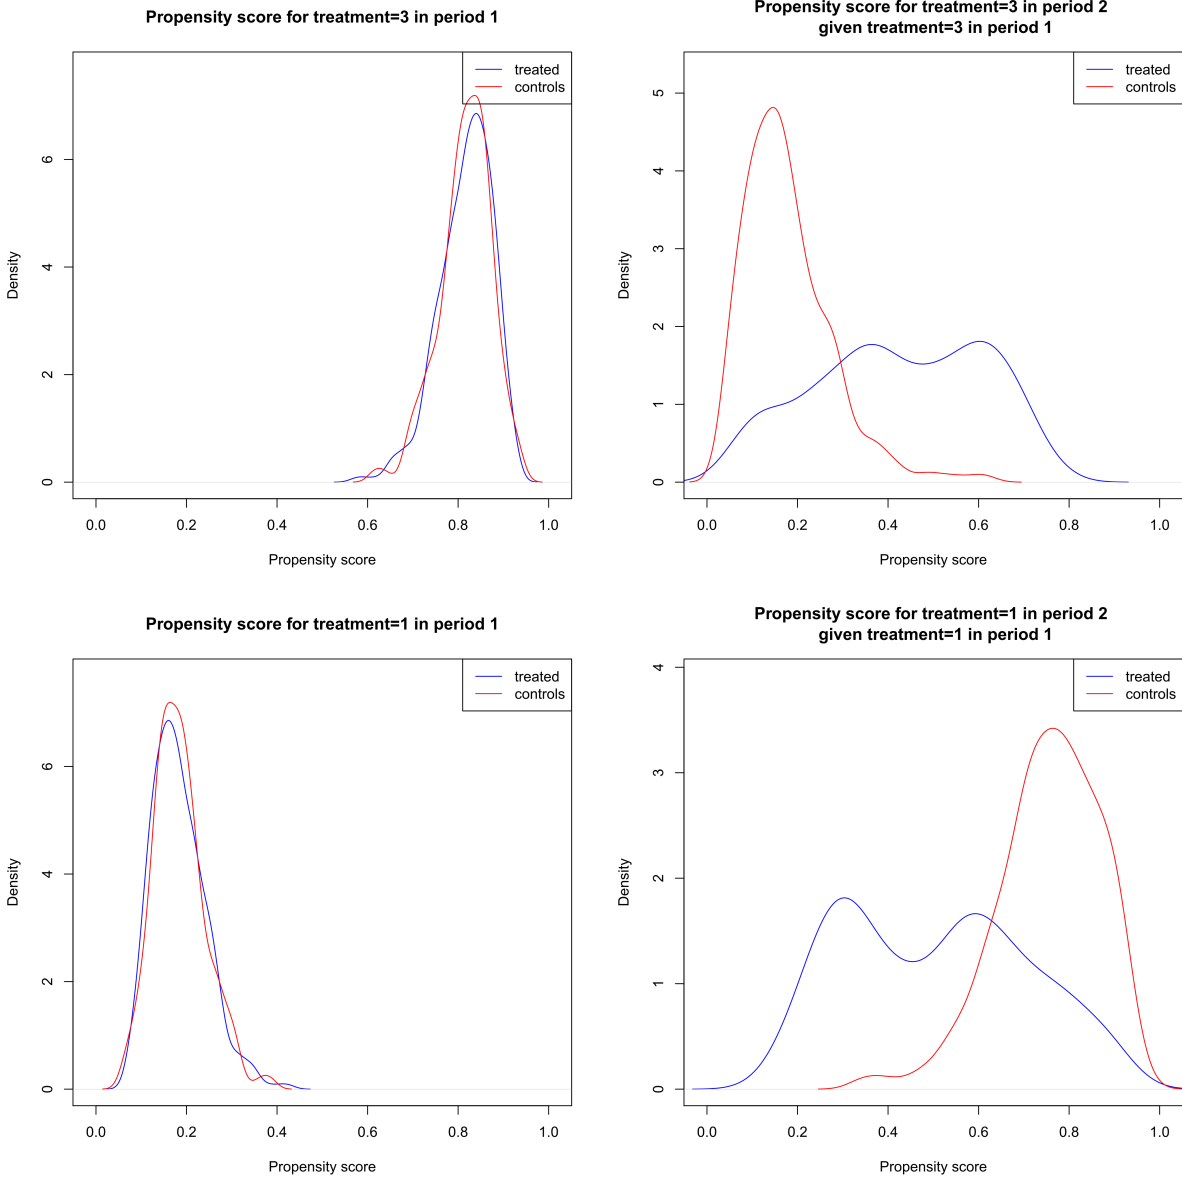 Propensity score for treatment=3 in period 1
treated
controls
6
4
2
0
Density
0.0 0.2 0.4 0.6 0.8 1.0
Propensity score
Propensity score for treatment=3 in period 2
given treatment=3 in period 1
treated
controls
5
4
3
2
1
0
Density
0.0 0.2 0.4 0.6 0.8 1.0
Propensity score
Propensity score for treatment=1 in period 1
treated
controls
6
4
2
0
Density
0.0 0.2 0.4 0.6 0.8 1.0
Propensity score
Propensity score for treatment=1 in period 2
given treatment=1 in period 1
treated
controls
4
3
2
1
0
Density
0.0 0.2 0.4 0.6 0.8 1.0
Propensity score